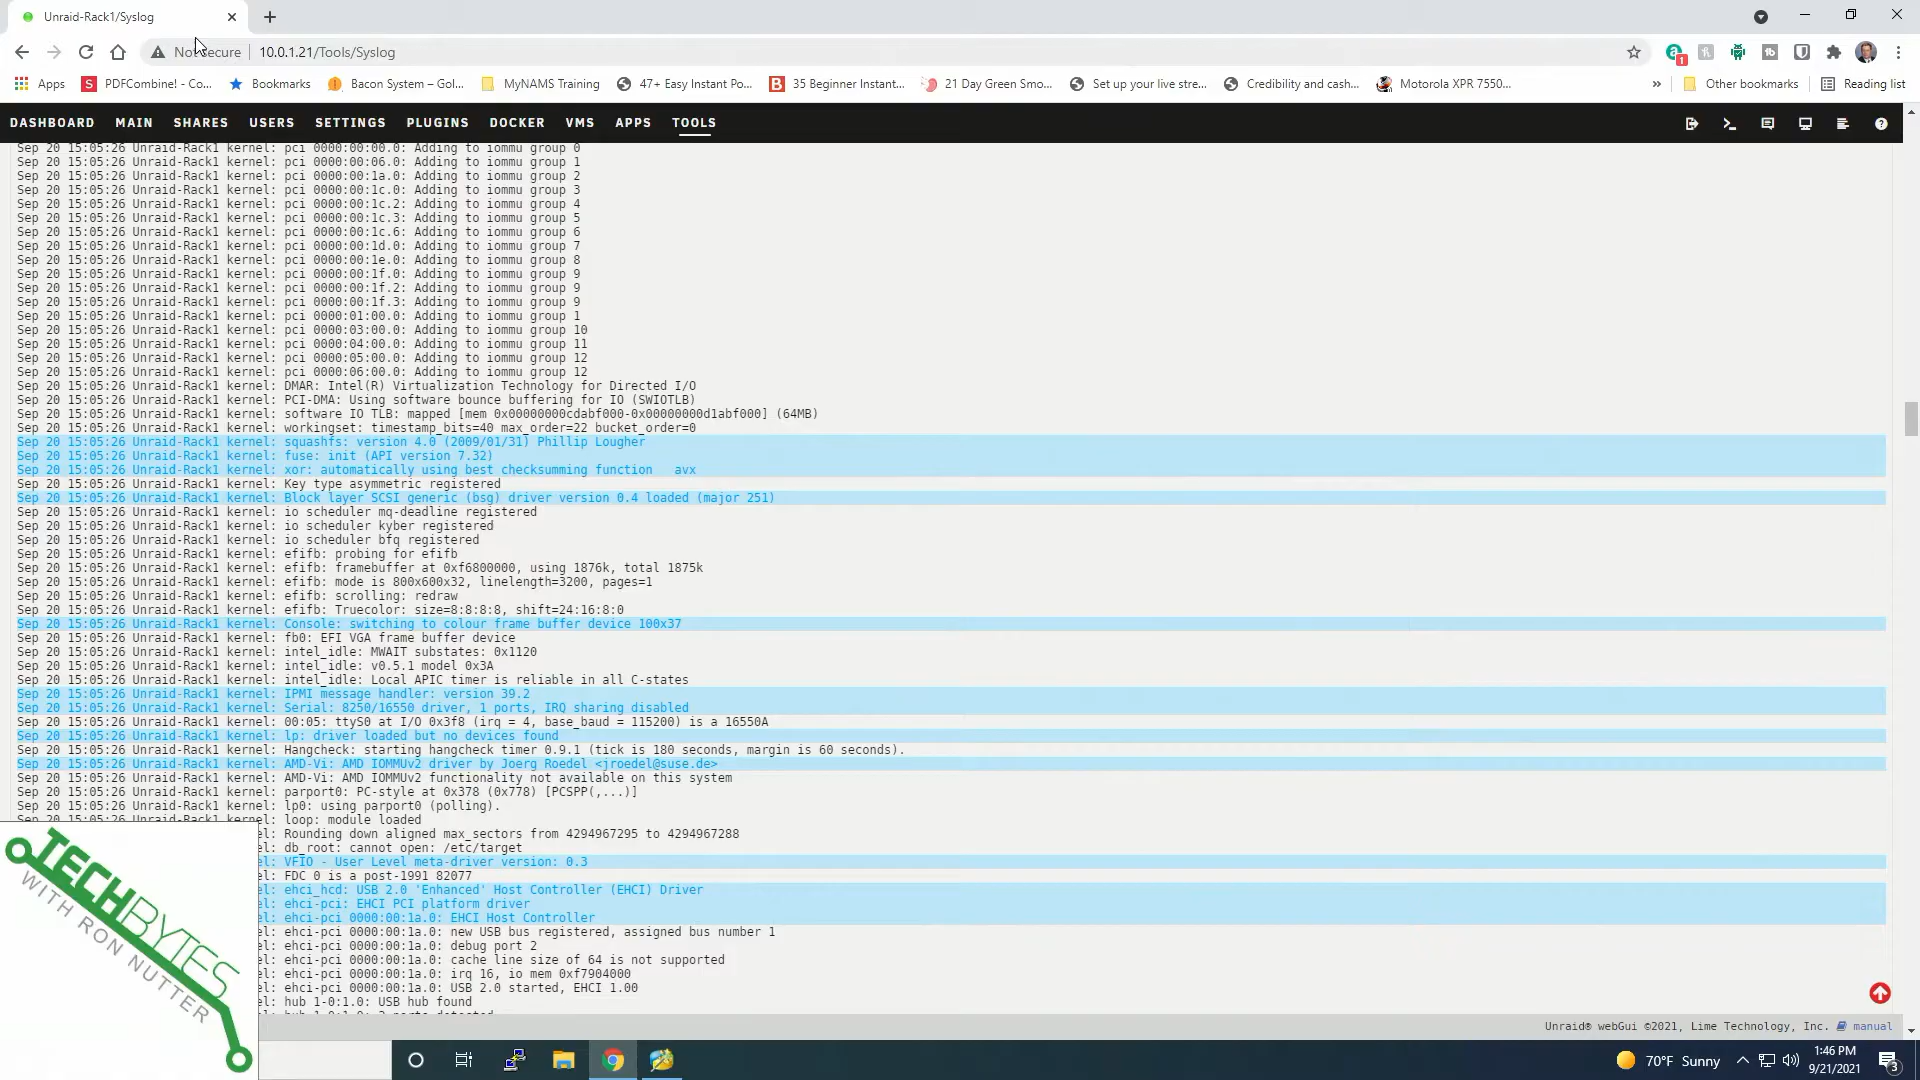 Unraid-Rack1/Syslog
Not secure 10.0.1.21/Tools/Syslog
Apps PDFCombine! - Co... Bookmarks Bacon System – Gol... MyNAMS Training 47+ Easy Instant Po... 35 Beginner Instant... 21 Day Green Smo... Set up your live stre... Credibility and cash... Motorola XPR 7550... » Other bookmarks Reading list
DASHBOARD MAIN SHARES USERS SETTINGS PLUGINS DOCKER VMS APPS TOOLS
Sep 20 15:05:26 Unraid-Rack1 kernel: pci 0000:00:00.0: Adding to iommu group 0
Sep 20 15:05:26 Unraid-Rack1 kernel: pci 0000:00:06.0: Adding to iommu group 1
Sep 20 15:05:26 Unraid-Rack1 kernel: pci 0000:00:1a.0: Adding to iommu group 2
Sep 20 15:05:26 Unraid-Rack1 kernel: pci 0000:00:1c.0: Adding to iommu group 3
Sep 20 15:05:26 Unraid-Rack1 kernel: pci 0000:00:1c.2: Adding to iommu group 4
Sep 20 15:05:26 Unraid-Rack1 kernel: pci 0000:00:1c.3: Adding to iommu group 5
Sep 20 15:05:26 Unraid-Rack1 kernel: pci 0000:00:1c.6: Adding to iommu group 6
Sep 20 15:05:26 Unraid-Rack1 kernel: pci 0000:00:1d.0: Adding to iommu group 7
Sep 20 15:05:26 Unraid-Rack1 kernel: pci 0000:00:1e.0: Adding to iommu group 8
Sep 20 15:05:26 Unraid-Rack1 kernel: pci 0000:00:1f.0: Adding to iommu group 9
Sep 20 15:05:26 Unraid-Rack1 kernel: pci 0000:00:1f.2: Adding to iommu group 9
Sep 20 15:05:26 Unraid-Rack1 kernel: pci 0000:00:1f.3: Adding to iommu group 9
Sep 20 15:05:26 Unraid-Rack1 kernel: pci 0000:01:00.0: Adding to iommu group 1
Sep 20 15:05:26 Unraid-Rack1 kernel: pci 0000:03:00.0: Adding to iommu group 10
Sep 20 15:05:26 Unraid-Rack1 kernel: pci 0000:04:00.0: Adding to iommu group 11
Sep 20 15:05:26 Unraid-Rack1 kernel: pci 0000:05:00.0: Adding to iommu group 12
Sep 20 15:05:26 Unraid-Rack1 kernel: pci 0000:06:00.0: Adding to iommu group 12
Sep 20 15:05:26 Unraid-Rack1 kernel: DMAR: Intel(R) Virtualization Technology for Directed I/O
Sep 20 15:05:26 Unraid-Rack1 kernel: PCI-DMA: Using software bounce buffering for IO (SWIOTLB)
Sep 20 15:05:26 Unraid-Rack1 kernel: software IO TLB: mapped [mem 0x00000000cdabf000-0x00000000d1abf000] (64MB)
Sep 20 15:05:26 Unraid-Rack1 kernel: workingset: timestamp_bits=40 max_order=22 bucket_order=0
Sep 20 15:05:26 Unraid-Rack1 kernel: squashfs: version 4.0 (2009/01/31) Phillip Lougher
Sep 20 15:05:26 Unraid-Rack1 kernel: fuse: init (API version 7.32)
Sep 20 15:05:26 Unraid-Rack1 kernel: xor: automatically using best checksumming function avx
Sep 20 15:05:26 Unraid-Rack1 kernel: Key type asymmetric registered
Sep 20 15:05:26 Unraid-Rack1 kernel: Block layer SCSI generic (bsg) driver version 0.4 loaded (major 251)
Sep 20 15:05:26 Unraid-Rack1 kernel: io scheduler mq-deadline registered
Sep 20 15:05:26 Unraid-Rack1 kernel: io scheduler kyber registered
Sep 20 15:05:26 Unraid-Rack1 kernel: io scheduler bfq registered
Sep 20 15:05:26 Unraid-Rack1 kernel: efifb: probing for efifb
Sep 20 15:05:26 Unraid-Rack1 kernel: efifb: framebuffer at 0xf6800000, using 1876k, total 1875k
Sep 20 15:05:26 Unraid-Rack1 kernel: efifb: mode is 800x600x32, linelength=3200, pages=1
Sep 20 15:05:26 Unraid-Rack1 kernel: efifb: scrolling: redraw
Sep 20 15:05:26 Unraid-Rack1 kernel: efifb: Truecolor: size=8:8:8:8, shift=24:16:8:0
Sep 20 15:05:26 Unraid-Rack1 kernel: Console: switching to colour frame buffer device 100x37
Sep 20 15:05:26 Unraid-Rack1 kernel: fb0: EFI VGA frame buffer device
Sep 20 15:05:26 Unraid-Rack1 kernel: intel_idle: MWAIT substates: 0x1120
Sep 20 15:05:26 Unraid-Rack1 kernel: intel_idle: v0.5.1 model 0x3A
Sep 20 15:05:26 Unraid-Rack1 kernel: intel_idle: Local APIC timer is reliable in all C-states
Sep 20 15:05:26 Unraid-Rack1 kernel: IPMI message handler: version 39.2
Sep 20 15:05:26 Unraid-Rack1 kernel: Serial: 8250/16550 driver, 1 ports, IRQ sharing disabled
Sep 20 15:05:26 Unraid-Rack1 kernel: 00:05: ttyS0 at I/O 0x3f8 (irq = 4, base_baud = 115200) is a 16550A
Sep 20 15:05:26 Unraid-Rack1 kernel: lp: driver loaded but no devices found
Sep 20 15:05:26 Unraid-Rack1 kernel: Hangcheck: starting hangcheck timer 0.9.1 (tick is 180 seconds, margin is 60 seconds).
Sep 20 15:05:26 Unraid-Rack1 kernel: AMD-Vi: AMD IOMMUv2 driver by Joerg Roedel <jroedel@suse.de>
Sep 20 15:05:26 Unraid-Rack1 kernel: AMD-Vi: AMD IOMMUv2 functionality not available on this system
Sep 20 15:05:26 Unraid-Rack1 kernel: parport0: PC-style at 0x378 (0x778) [PCSPP(,...)]
Sep 20 15:05:26 Unraid-Rack1 kernel: lp0: using parport0 (polling).
Sep 20 15:05:26 Unraid-Rack1 kernel: loop: module loaded
el: Rounding down aligned max_sectors from 4294967295 to 4294967288
el: db_root: cannot open: /etc/target
el: VFIO - User Level meta-driver version: 0.3
el: FDC 0 is a post-1991 82077
el: ehci_hcd: USB 2.0 'Enhanced' Host Controller (EHCI) Driver
el: ehci-pci: EHCI PCI platform driver
el: ehci-pci 0000:00:1a.0: EHCI Host Controller
el: ehci-pci 0000:00:1a.0: new USB bus registered, assigned bus number 1
el: ehci-pci 0000:00:1a.0: debug port 2
el: ehci-pci 0000:00:1a.0: cache line size of 64 is not supported
el: ehci-pci 0000:00:1a.0: irq 16, io mem 0xf7904000
el: ehci-pci 0000:00:1a.0: USB 2.0 started, EHCI 1.00
el: hub 1-0:1.0: USB hub found
TECHBYTES
WITH RON NUTTER
Unraid® webGui ©2021, Lime Technology, Inc. manual
70°F Sunny
1:46 PM
9/21/2021
3